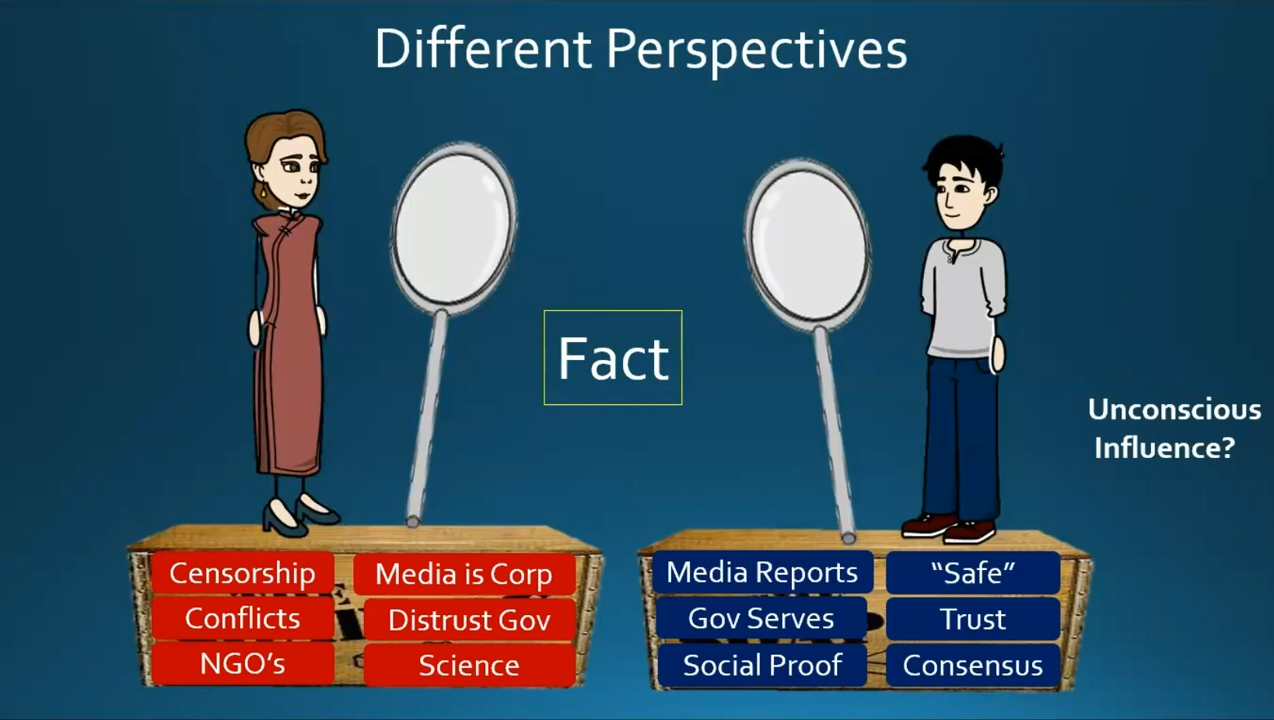 Different Perspectives
Fact
Unconscious
Influence?
Censorship
Media is Corp
Conflicts
Distrust Gov
NGO’s
Science
Media Reports
“Safe”
Gov Serves
Trust
Social Proof
Consensus